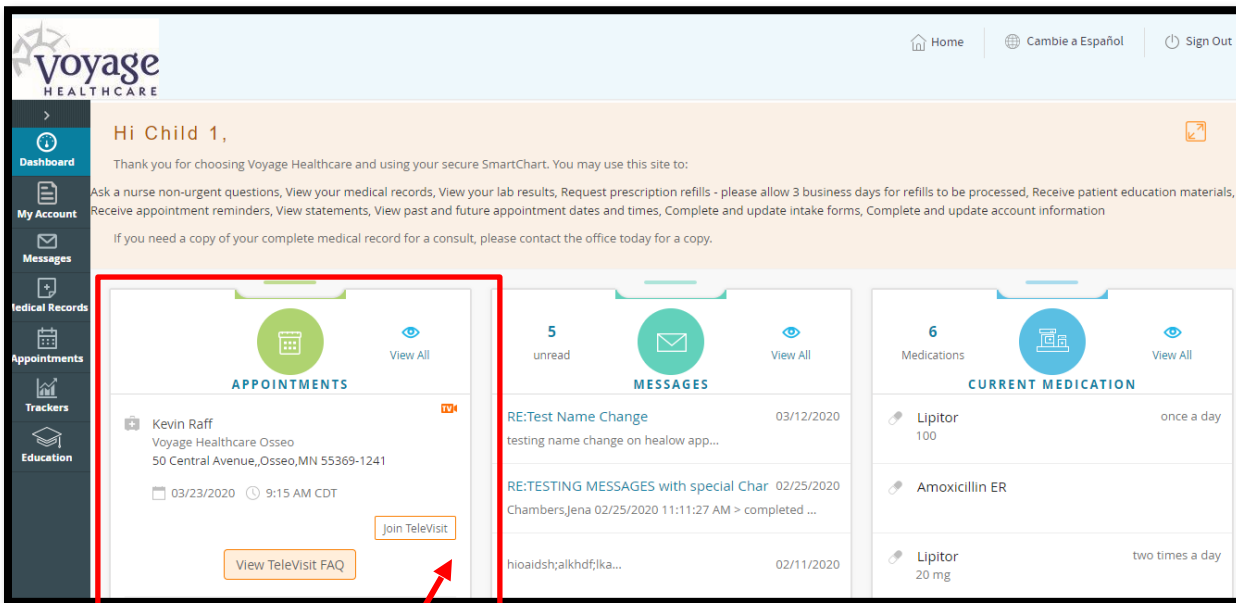 Voyage
HEALTHCARE
Home
Cambie a Español
Sign Out
Dashboard
My Account
Messages
Medical Records
Appointments
Trackers
Education
Hi Child 1,
Thank you for choosing Voyage Healthcare and using your secure SmartChart. You may use this site to:
Ask a nurse non-urgent questions, View your medical records, View your lab results, Request prescription refills - please allow 3 business days for refills to be processed, Receive patient education materials,
Receive appointment reminders, View statements, View past and future appointment dates and times, Complete and update intake forms, Complete and update account information
If you need a copy of your complete medical record for a consult, please contact the office today for a copy.
View All
APPOINTMENTS
TV
Kevin Raff
Voyage Healthcare Osseo
50 Central Avenue,,Osseo,MN 55369-1241
03/23/2020 9:15 AM CDT
Join TeleVisit
View TeleVisit FAQ
5
unread
View All
MESSAGES
RE:Test Name Change 03/12/2020
testing name change on healow app...
RE:TESTING MESSAGES with special Char 02/25/2020
Chambers,Jena 02/25/2020 11:11:27 AM > completed ...
hioaidsh;alkhdf;lka... 02/11/2020
6
Medications
View All
CURRENT MEDICATION
Lipitor once a day
100
Amoxicillin ER
Lipitor two times a day
20 mg